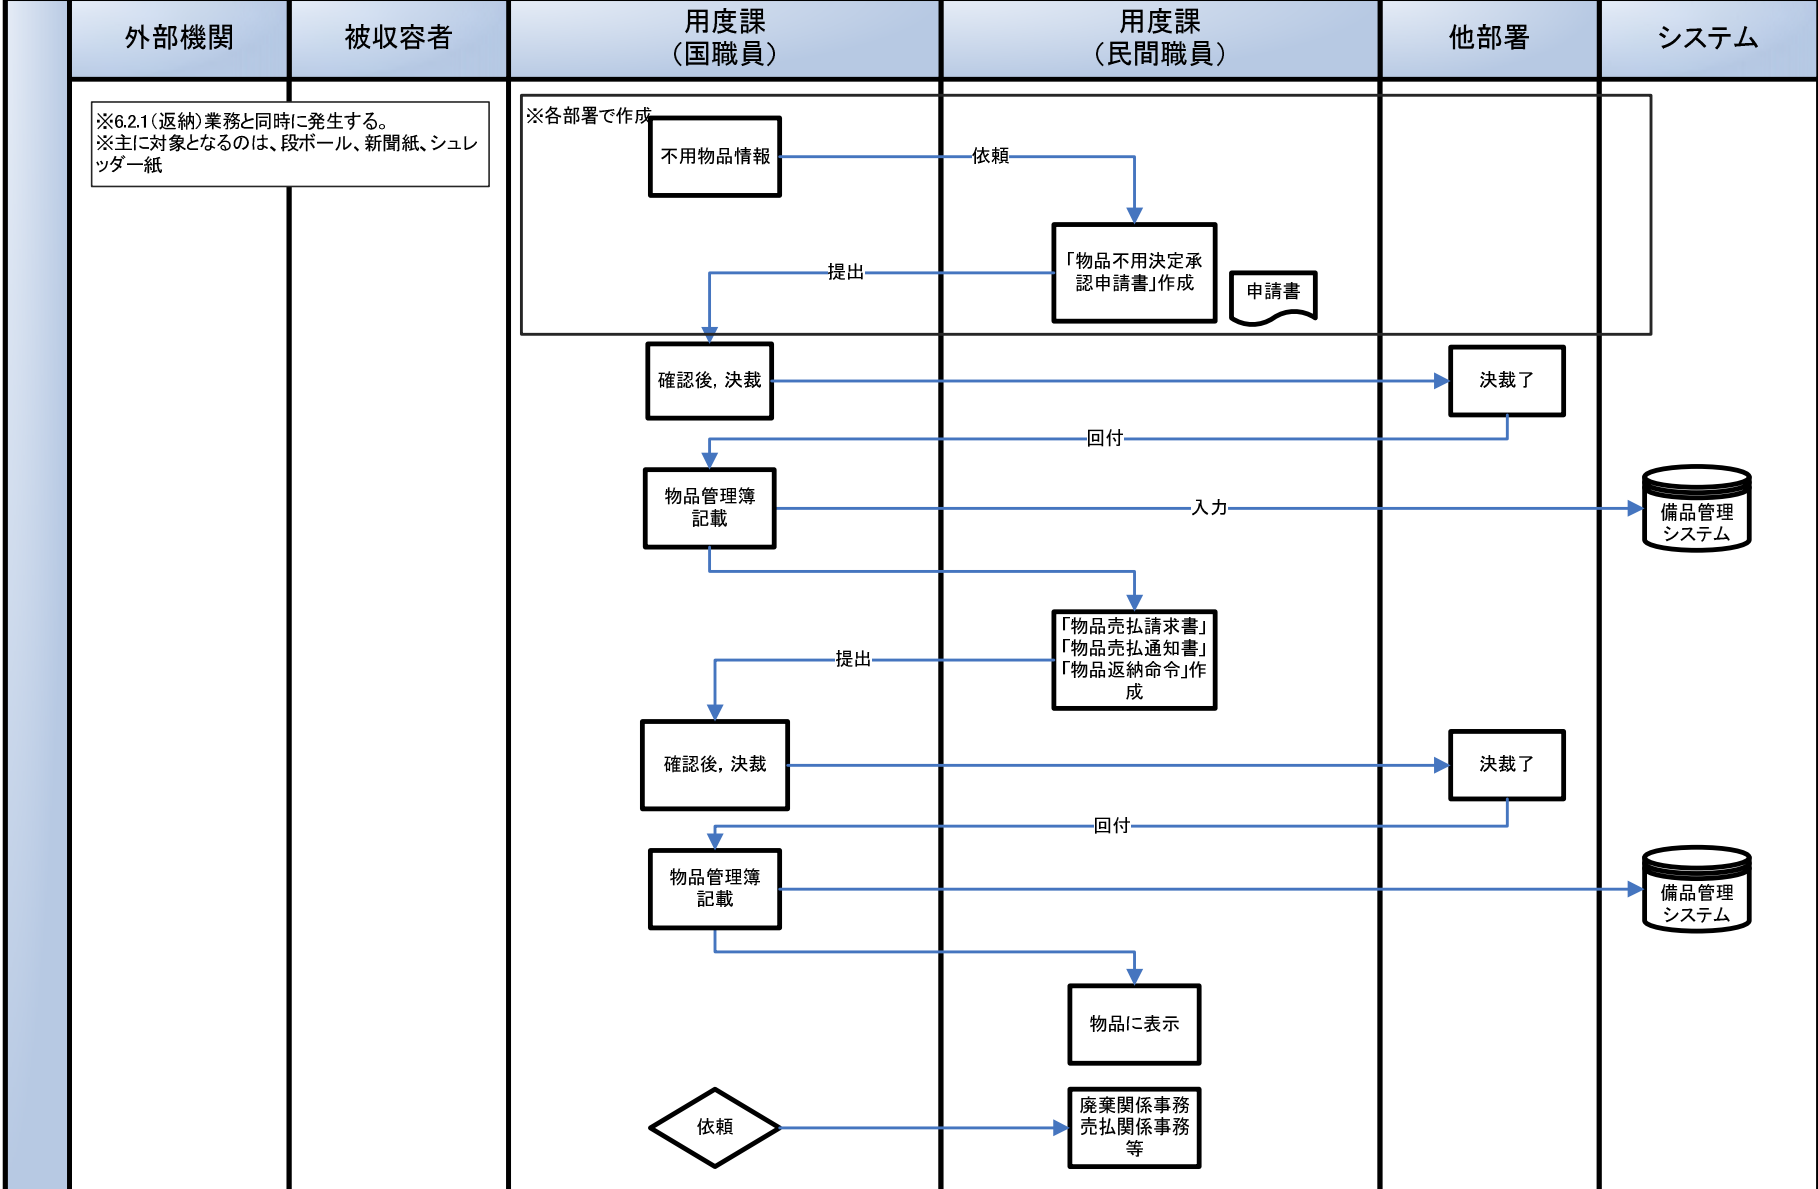 外部機関
被収容者
用度課
（国職員）
用度課
（民間職員）
他部署
システム
※6.2.1（返納）業務と同時に発生する。
※主に対象となるのは、段ボール、新聞紙、シュレ
ッダー紙
※各部署で作成
不用物品情報
依頼
「物品不用決定承
認申請書」作成
申請書
提出
確認後，決裁
決裁了
回付
物品管理簿
記載
入力
備品管理
システム
「物品売払請求書」
「物品売払通知書」
「物品返納命令」作
成
提出
確認後，決裁
決裁了
回付
物品管理簿
記載
備品管理
システム
物品に表示
依頼
廃棄関係事務
売払関係事務
等